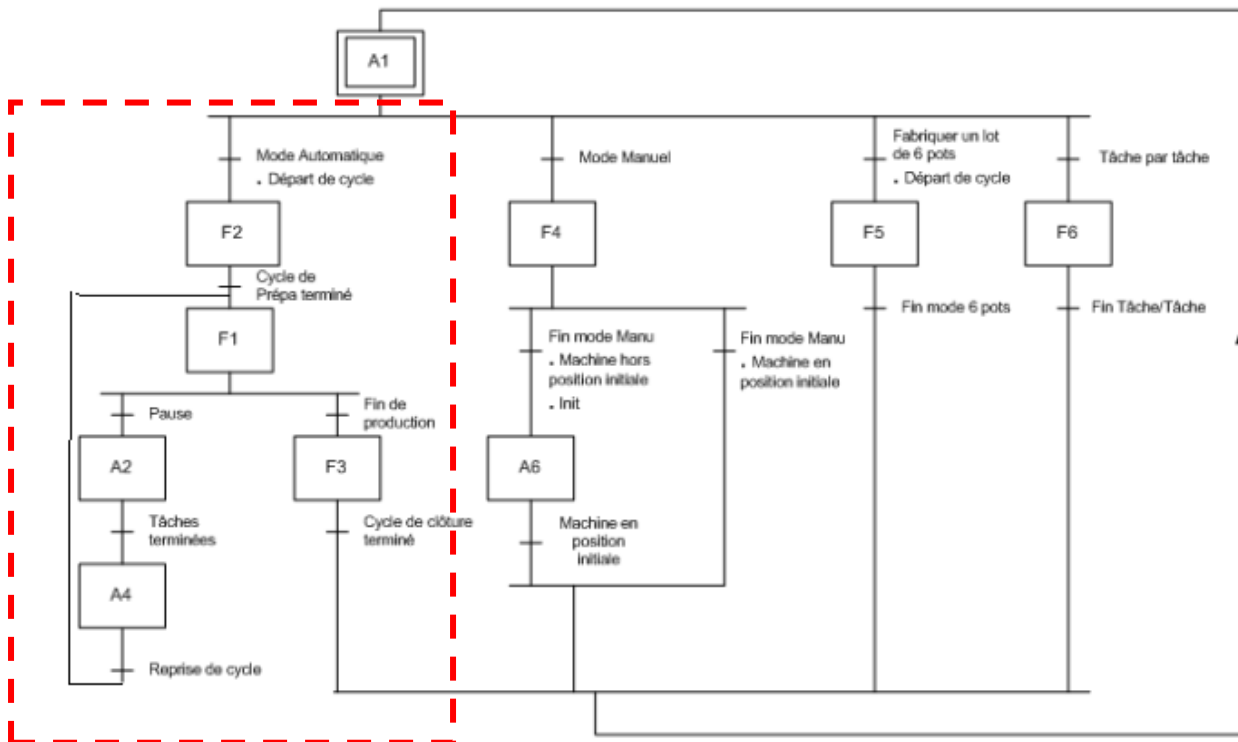 A1
Mode Automatique
. Départ de cycle
Mode Manuel
Fabriquer un lot
de 6 pots
. Départ de cycle
Tâche par tâche
F2
F4
F5
F6
Cycle de
Prépa terminé
F1
Fin mode Manu
. Machine hors
position initiale
. Init
Fin mode Manu
. Machine en
position initiale
Fin mode 6 pots
Fin Tâche/Tâche
Pause
Fin de
production
A2
F3
A6
Tâches
terminées
Cycle de clôture
terminé
Machine en
position
initiale
A4
Reprise de cycle